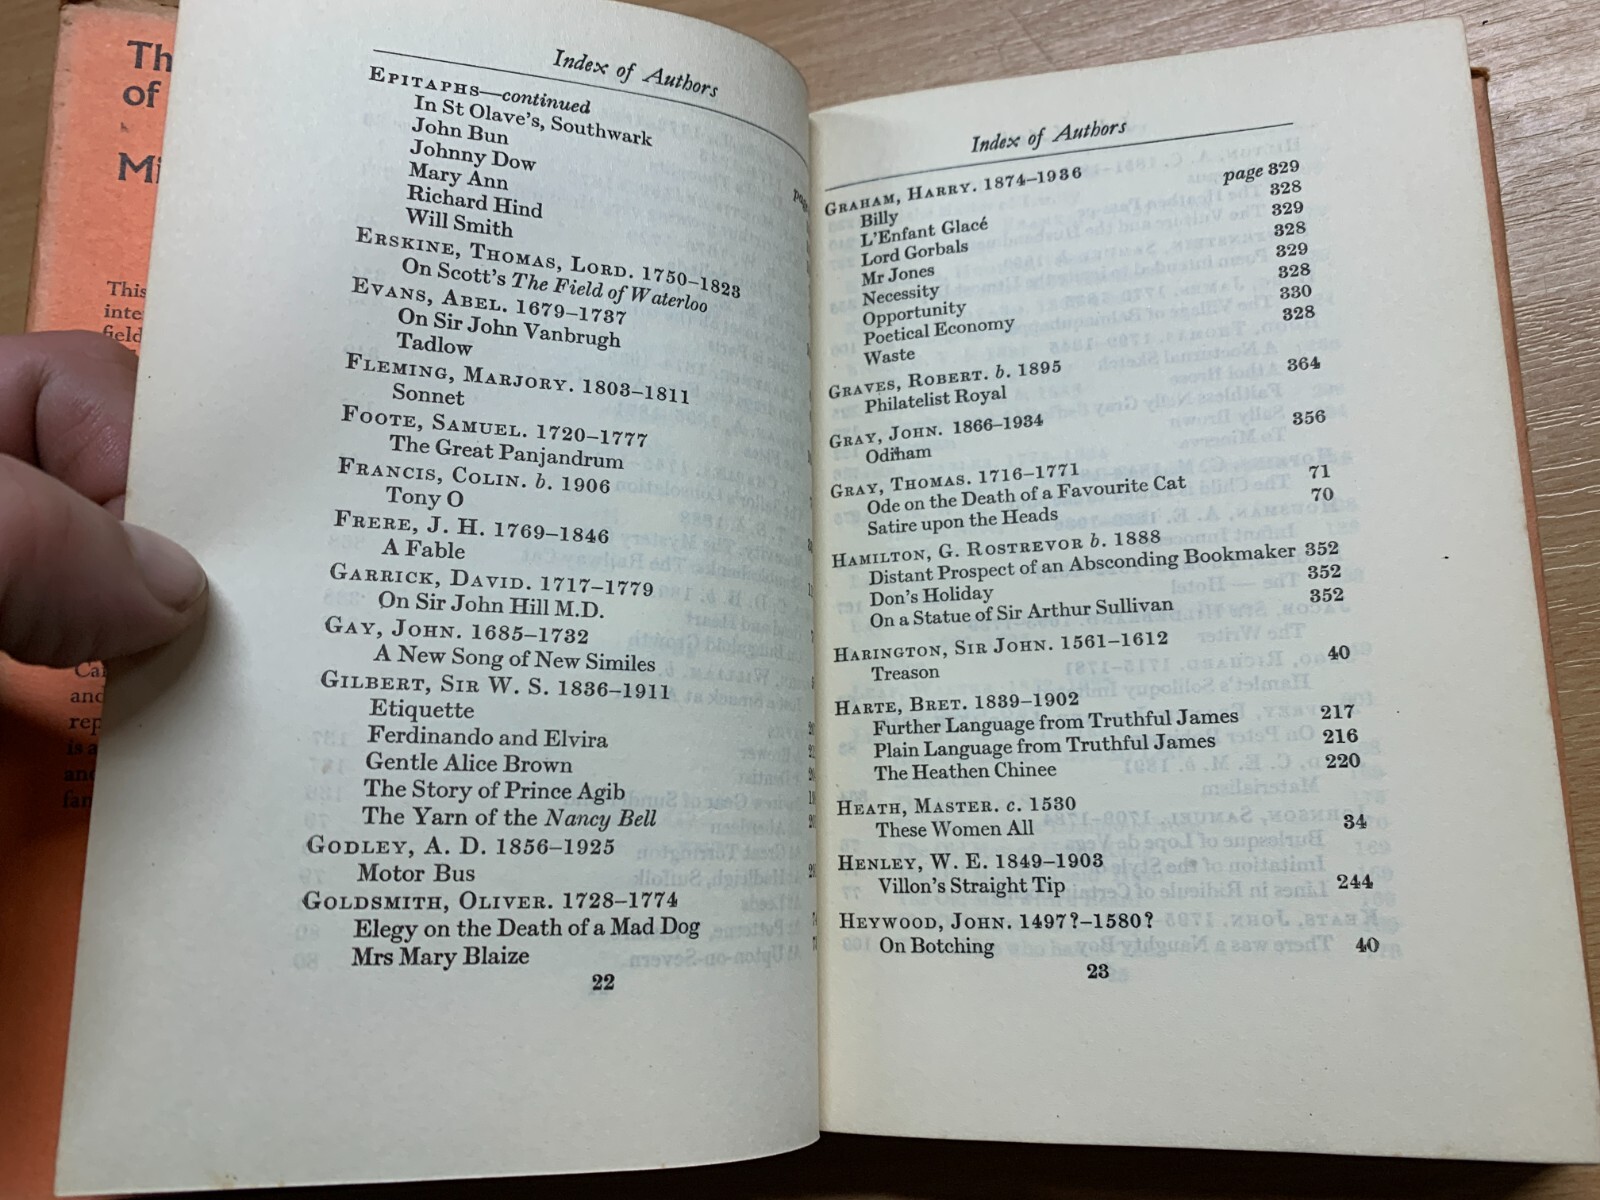 Th
of
Mi
This
inte
field
Ca
and
rep
is a
and
fan
Index of Authors
EPITAPHS—continued
In St Olave's, Southwark
John Bun
Johnny Dow
Mary Ann
Richard Hind
Will Smith
ERSKINE, THOMAS, LORD. 1750–1823
On Scott's The Field of Waterloo
EVANS, ABEL. 1679–1737
On Sir John Vanbrugh
Tadlow
FLEMING, MARJORY. 1803–1811
Sonnet
FOOTE, SAMUEL. 1720–1777
The Great Panjandrum
FRANCIS, COLIN. b. 1906
Tony O
FRERE, J. H. 1769–1846
A Fable
GARRICK, DAVID. 1717–1779
On Sir John Hill M.D.
GAY, JOHN. 1685–1732
A New Song of New Similes
GILBERT, SIR W. S. 1836–1911
Etiquette
Ferdinando and Elvira
Gentle Alice Brown
The Story of Prince Agib
The Yarn of the Nancy Bell
GODLEY, A. D. 1856–1925
Motor Bus
GOLDSMITH, OLIVER. 1728–1774
Elegy on the Death of a Mad Dog
Mrs Mary Blaize
22
Index of Authors
GRAHAM, HARRY. 1874–1936
Billy page 329
L'Enfant Glacé 328
Lord Gorbals 329
Mr Jones 328
Necessity 329
Opportunity 328
Poetical Economy 330
Waste 328
GRAVES, ROBERT. b. 1895
Philatelist Royal 364
GRAY, JOHN. 1866–1934
Odiham 356
GRAY, THOMAS. 1716–1771
Ode on the Death of a Favourite Cat 71
Satire upon the Heads 70
HAMILTON, G. ROSTREVOR b. 1888
Distant Prospect of an Absconding Bookmaker 352
Don's Holiday 352
On a Statue of Sir Arthur Sullivan 352
HARINGTON, SIR JOHN. 1561–1612
Treason 40
HARTE, BRET. 1839–1902
Further Language from Truthful James 217
Plain Language from Truthful James 216
The Heathen Chinee 220
HEATH, MASTER. c. 1530
These Women All 34
HENLEY, W. E. 1849–1903
Villon's Straight Tip 244
HEYWOOD, JOHN. 1497?–1580?
On Botching 40
23